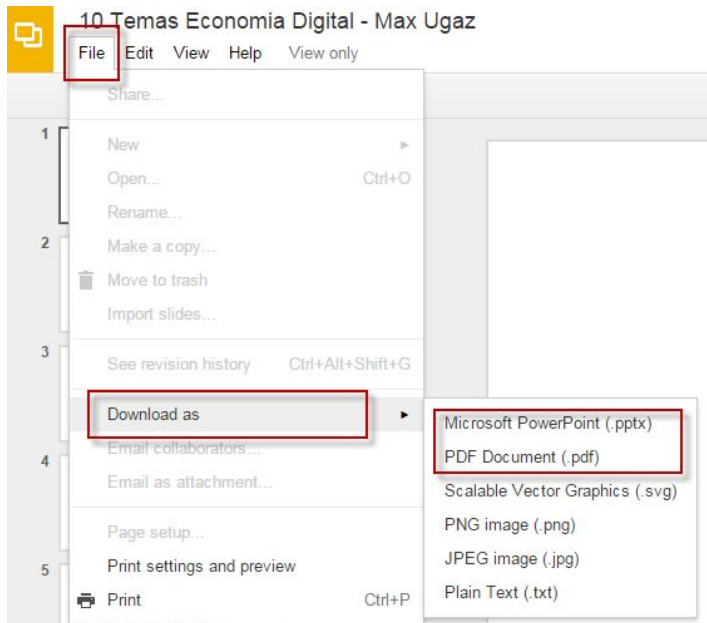 10 Temas Economia Digital - Max Ugaz
File Edit View Help View only
Share...
1
New
Open... Ctrl+O
Rename...
2
Make a copy...
Move to trash
Import slides...
3
See revision history Ctrl+Alt+Shift+G
Download as
Microsoft PowerPoint (.pptx)
Email collaborators...
PDF Document (.pdf)
4
Email as attachment...
Scalable Vector Graphics (.svg)
Page setup...
PNG image (.png)
5
Print settings and preview
JPEG image (.jpg)
Print Ctrl+P
Plain Text (.txt)